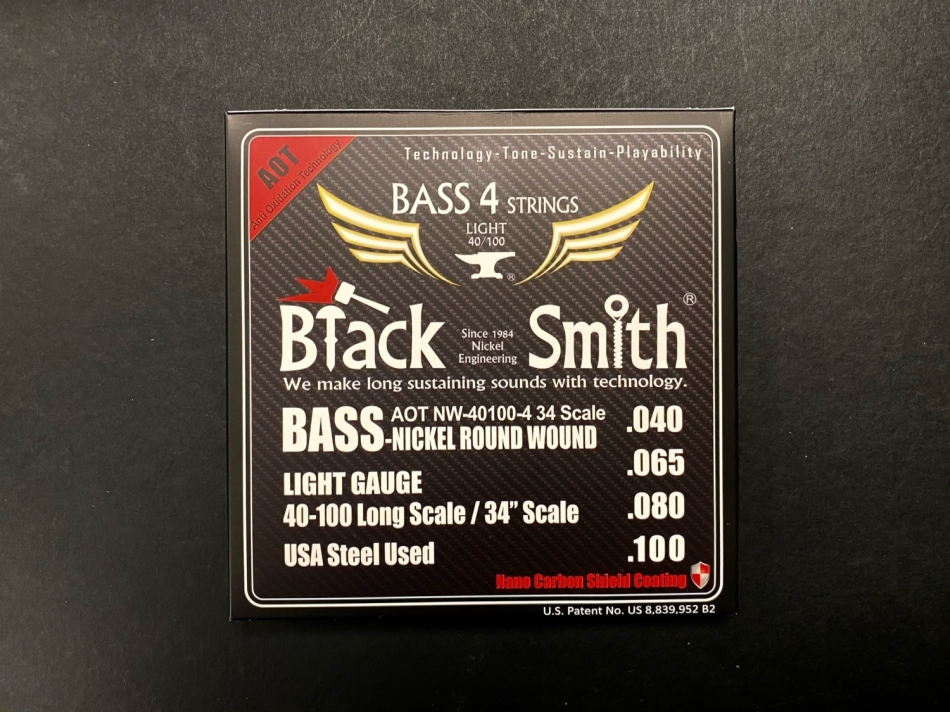 AOT
Anti Oxidation Technology
Technology-Tone-Sustain-Playability
BASS 4 STRINGS
LIGHT
40/100
®
Black Smith ®
Since 1984
Nickel
Engineering
We make long sustaining sounds with technology.
BASS AOT NW-40100-4 34 Scale
-NICKEL ROUND WOUND
.040
.065
LIGHT GAUGE
40-100 Long Scale / 34” Scale
.080
USA Steel Used
.100
Nano Carbon Shield Coating
U.S. Patent No. US 8,839,952 B2